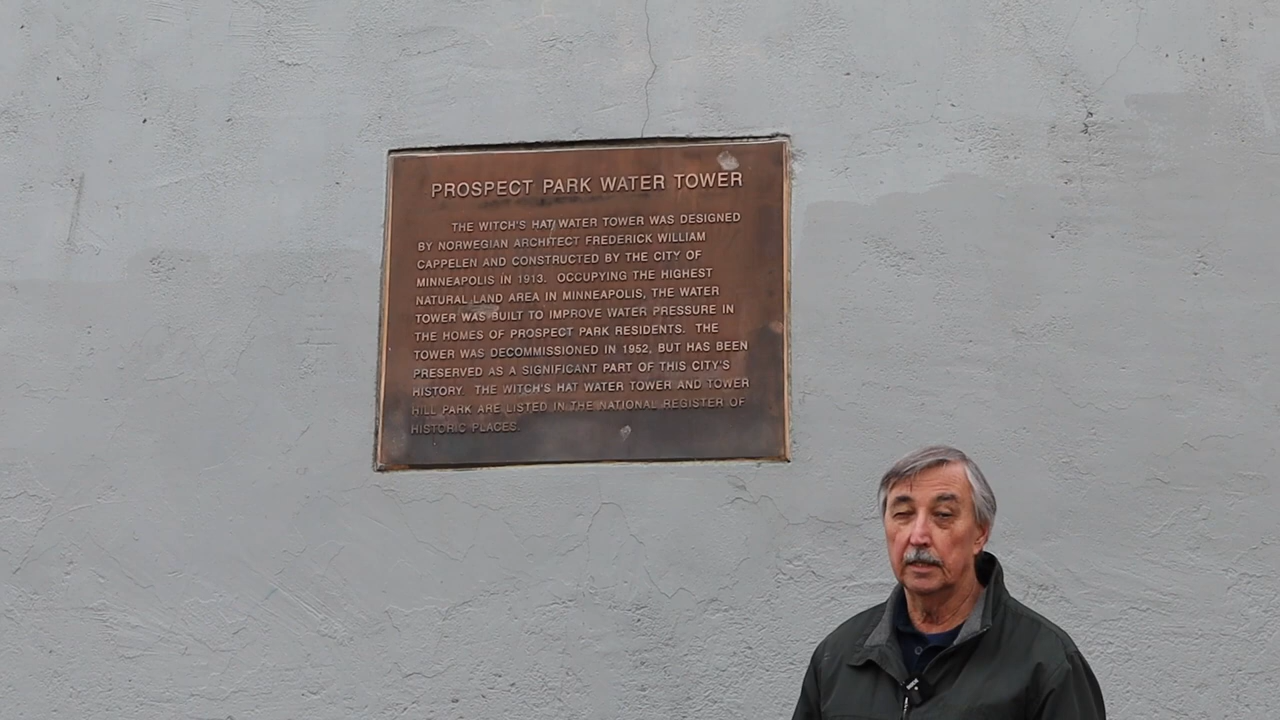 PROSPECT PARK WATER TOWER
THE WITCH'S HAT WATER TOWER WAS DESIGNED
BY NORWEGIAN ARCHITECT FREDERICK WILLIAM
CAPPELEN AND CONSTRUCTED BY THE CITY OF
MINNEAPOLIS IN 1913. OCCUPYING THE HIGHEST
NATURAL LAND AREA IN MINNEAPOLIS, THE WATER
TOWER WAS BUILT TO IMPROVE WATER PRESSURE IN
THE HOMES OF PROSPECT PARK RESIDENTS. THE
TOWER WAS DECOMMISSIONED IN 1952, BUT HAS BEEN
PRESERVED AS A SIGNIFICANT PART OF THIS CITY'S
HISTORY. THE WITCH'S HAT WATER TOWER AND TOWER
HILL PARK ARE LISTED IN THE NATIONAL REGISTER OF
HISTORIC PLACES.